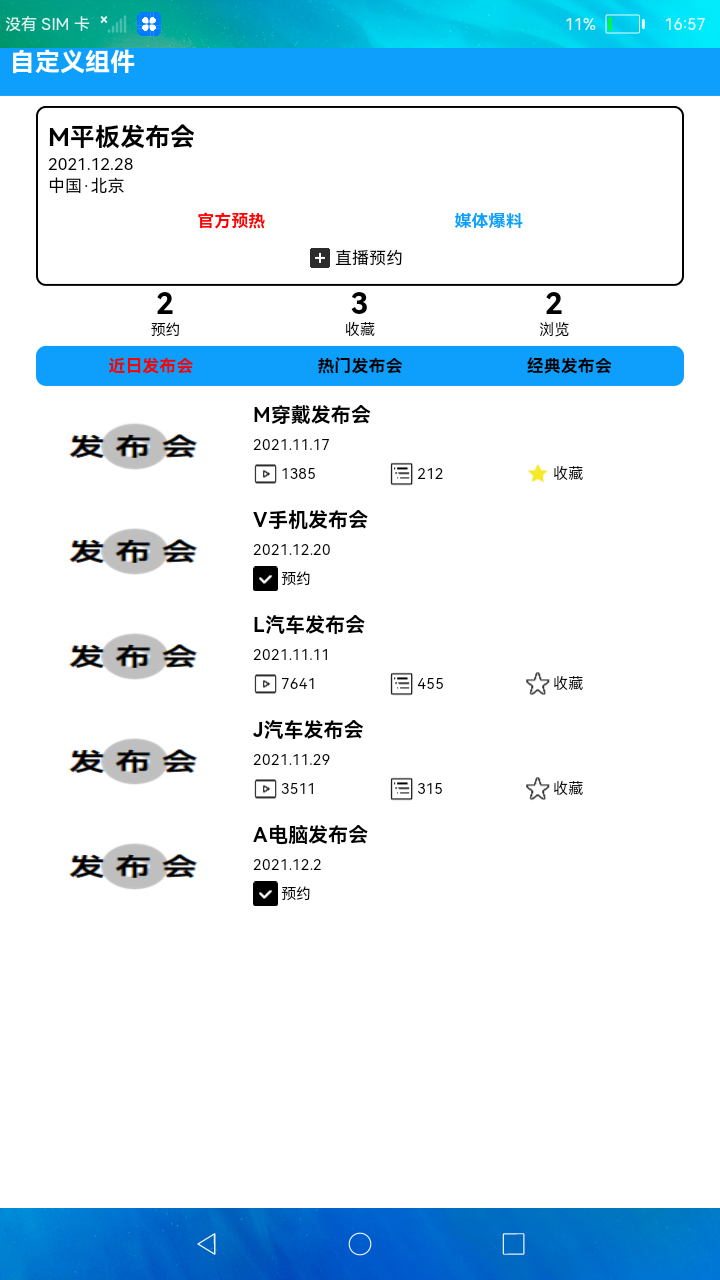 没有 SIM 卡 11% 16:57
自定义组件
M平板发布会
2021.12.28
中国·北京
官方预热 媒体爆料
直播预约
2 3 2
预约 收藏 浏览
近日发布会 热门发布会 经典发布会
发布会
M穿戴发布会
2021.11.17
1385 212 收藏
发布会
V手机发布会
2021.12.20
预约
发布会
L汽车发布会
2021.11.11
7641 455 收藏
发布会
J汽车发布会
2021.11.29
3511 315 收藏
发布会
A电脑发布会
2021.12.2
预约